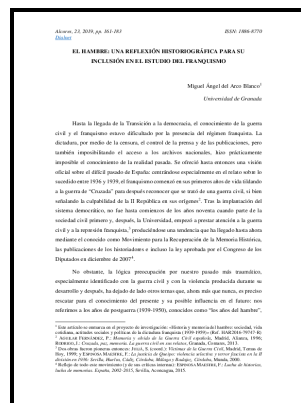 Alcores, 23, 2019, pp. 161-183 ISSN: 1886-8770
Dosier
EL HAMBRE: UNA REFLEXIÓN HISTORIOGRÁFICA PARA SU
INCLUSIÓN EN EL ESTUDIO DEL FRANQUISMO
Miguel Ángel del Arco Blanco¹
Universidad de Granada
Hasta la llegada de la Transición a la democracia, el conocimiento de la guerra
civil y el franquismo estuvo dificultado por la presencia del régimen franquista. La
dictadura, por medio de la censura, el control de la prensa y de las publicaciones, pero
también imposibilitando el acceso a los archivos nacionales, hizo prácticamente
imposible el conocimiento de la realidad pasada. Se ofreció hasta entonces una visión
oficial sobre el difícil pasado de España: centrándonos especialmente en el relato sobre lo
sucedido entre 1936 y 1939, el franquismo comenzó en sus primeros años de vida tildando
a la guerra de "Cruzada" para después reconocer que se trató de una guerra civil, si bien
señalando la culpabilidad de la II República en sus orígenes². Tras la implantación del
sistema democrático, no fue hasta comienzos de los años noventa cuando parte de la
sociedad civil primero y, después, la Universidad, empezó a prestar atención a la guerra
civil y a la represión franquista,³ produciéndose una tendencia que ha llegado hasta ahora
mediante el conocido como Movimiento para la Recuperación de la Memoria Histórica,
las publicaciones de los historiadores e incluso la ley aprobada por el Congreso de los
Diputados en diciembre de 2007⁴.
No obstante, la lógica preocupación por nuestro pasado más traumático,
especialmente identificado con la guerra civil y con la violencia producida durante su
desarrollo y después, ha dejado de lado otros temas que, ahora más que nunca, es preciso
rescatar para el conocimiento del presente y su posible influencia en el futuro: nos
referimos a los años de postguerra (1939-1950), conocidos como "los años del hambre",